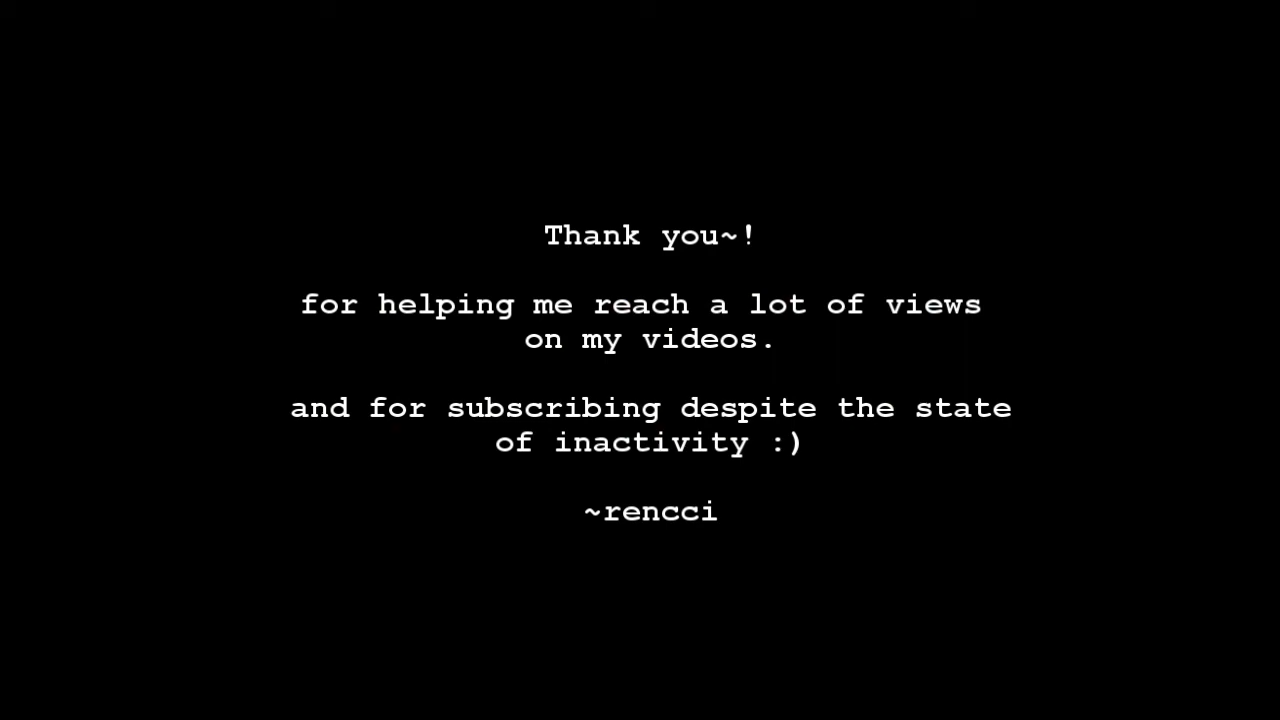 Thank you~!
for helping me reach a lot of views
on my videos.
and for subscribing despite the state
of inactivity :)
~rencci